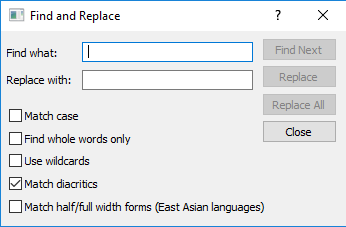 Find and Replace
Find what:
Find Next
Replace with:
Replace
Replace All
Match case
Close
Find whole words only
Use wildcards
Match diacritics
Match half/full width forms (East Asian languages)